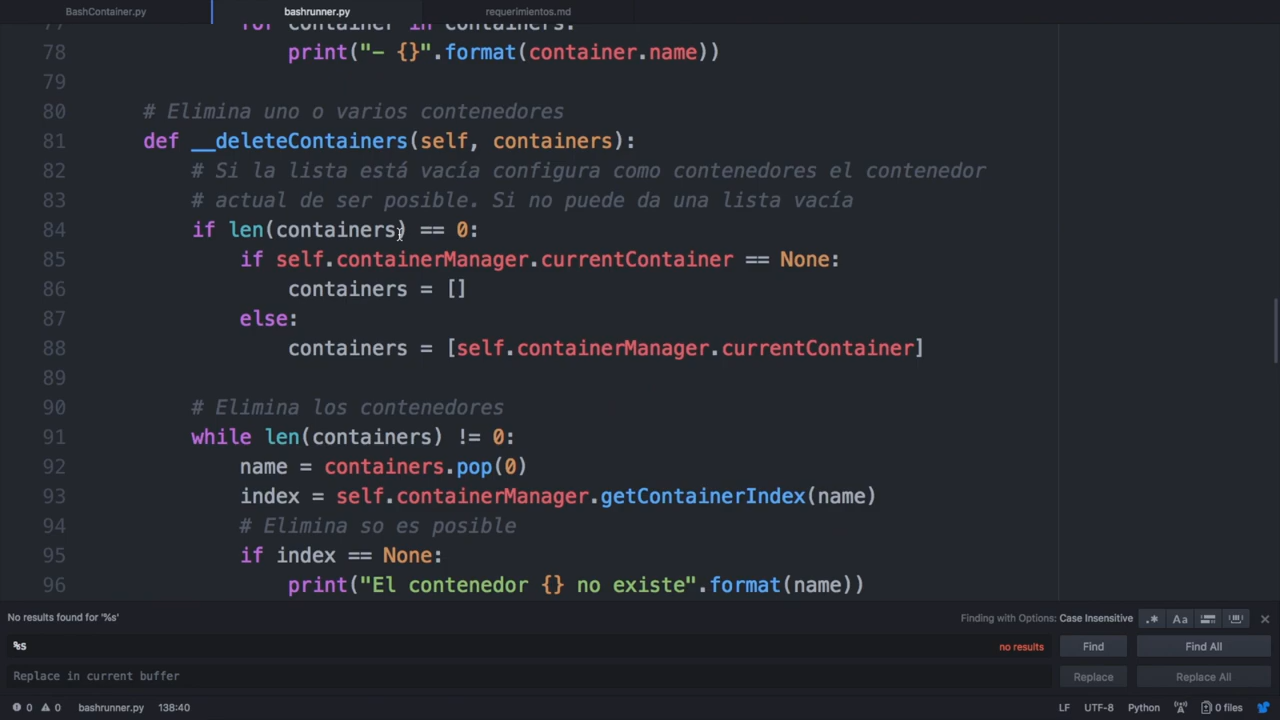 BashContainer.py
bashrunner.py
requerimientos.md
77 for container in containers:
78 print("- {}".format(container.name))
79
80 # Elimina uno o varios contenedores
81 def __deleteContainers(self, containers):
82 # Si la lista está vacía configura como contenedores el contenedor
83 # actual de ser posible. Si no puede da una lista vacía
84 if len(containers) == 0:
85 if self.containerManager.currentContainer == None:
86 containers = []
87 else:
88 containers = [self.containerManager.currentContainer]
89
90 # Elimina los contenedores
91 while len(containers) != 0:
92 name = containers.pop(0)
93 index = self.containerManager.getContainerIndex(name)
94 # Elimina so es posible
95 if index == None:
96 print("El contenedor {} no existe".format(name))
No results found for '%s'
Finding with Options: Case Insensitive
.* Aa
%s
no results
Find
Find All
Replace in current buffer
Replace
Replace All
0 0 bashrunner.py 138:40
LF UTF-8 Python 0 files